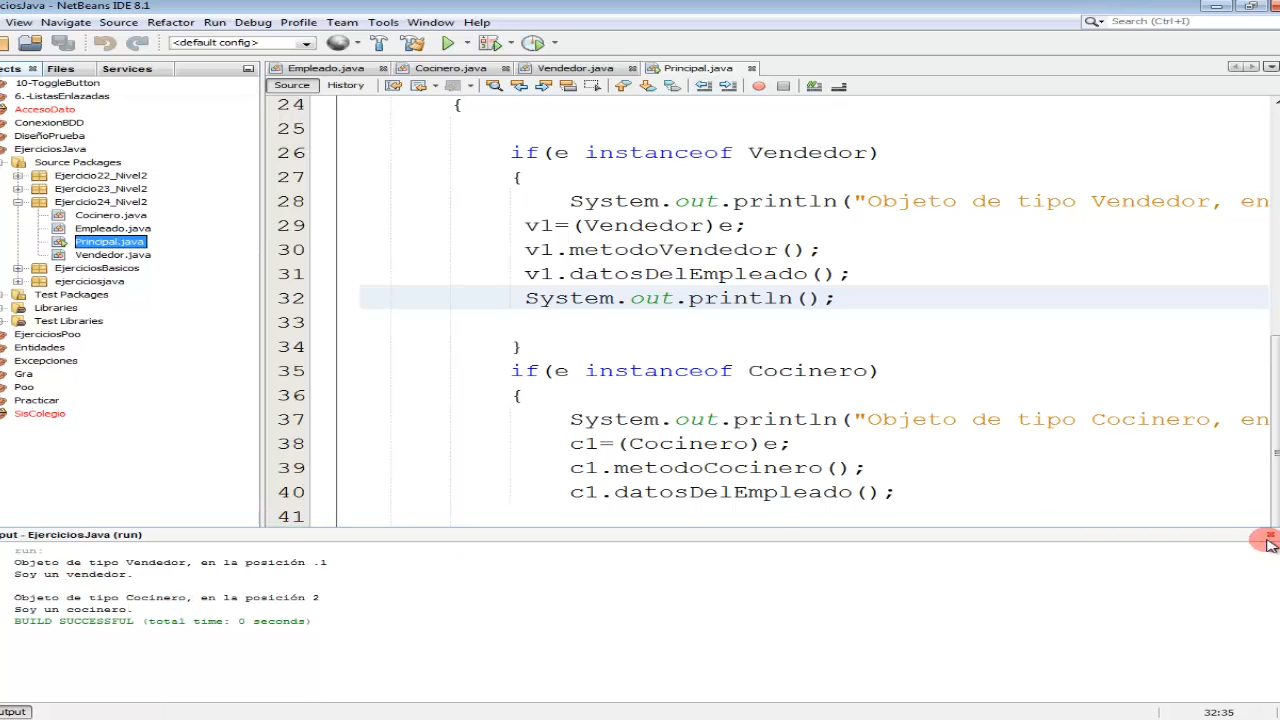 ciosJava - NetBeans IDE 8.1
View Navigate Source Refactor Run Debug Profile Team Tools Window Help
Search (Ctrl+I)
<default config>
ects Files Services
Empleado.java Cocinero.java Vendedor.java Principal.java
Source History
10-ToggleButton
6.-ListasEnlazadas
AccesoDato
ConexionBDD
DiseñoPrueba
EjerciciosJava
Source Packages
Ejercicio22_Nivel2
Ejercicio23_Nivel2
Ejercicio24_Nivel2
Cocinero.java
Empleado.java
Principal.java
Vendedor.java
EjerciciosBasicos
ejerciciosjava
Test Packages
Libraries
Test Libraries
EjerciciosPoo
Entidades
Excepciones
Gra
Poo
Practicar
SisColegio
24 {
25
26 if(e instanceof Vendedor)
27 {
28 System.out.println("Objeto de tipo Vendedor, en
29 v1=(Vendedor)e;
30 v1.metodoVendedor();
31 v1.datosDelEmpleado();
32 System.out.println();
33
34 }
35 if(e instanceof Cocinero)
36 {
37 System.out.println("Objeto de tipo Cocinero, en
38 c1=(Cocinero)e;
39 c1.metodoCocinero();
40 c1.datosDelEmpleado();
41
put - EjerciciosJava (run)
run:
Objeto de tipo Vendedor, en la posición .1
Soy un vendedor.
Objeto de tipo Cocinero, en la posición 2
Soy un cocinero.
BUILD SUCCESSFUL (total time: 0 seconds)
utput
32:35